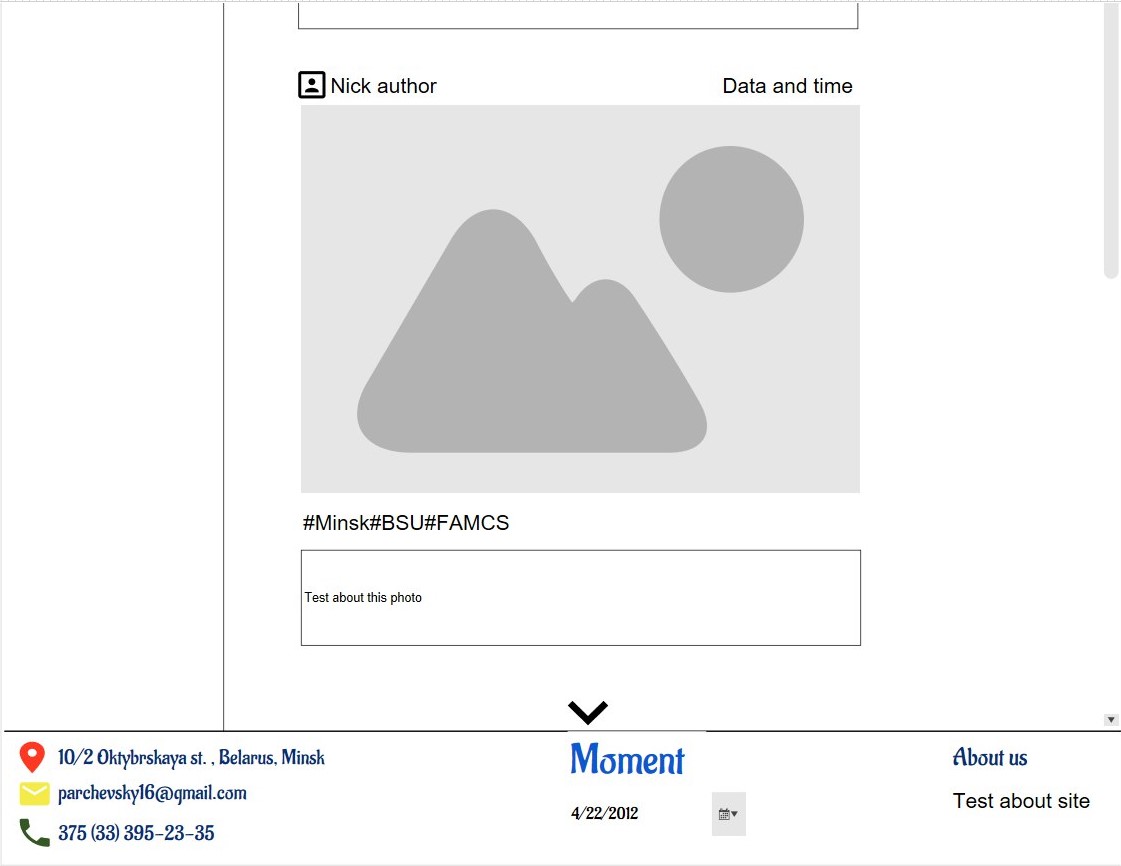 Nick author
Data and time
#Minsk#BSU#FAMCS
Test about this photo
10/2 Oktybrskaya st. , Belarus, Minsk
parchevsky16@gmail.com
375 (33) 395-23-35
Moment
4/22/2012
About us
Test about site